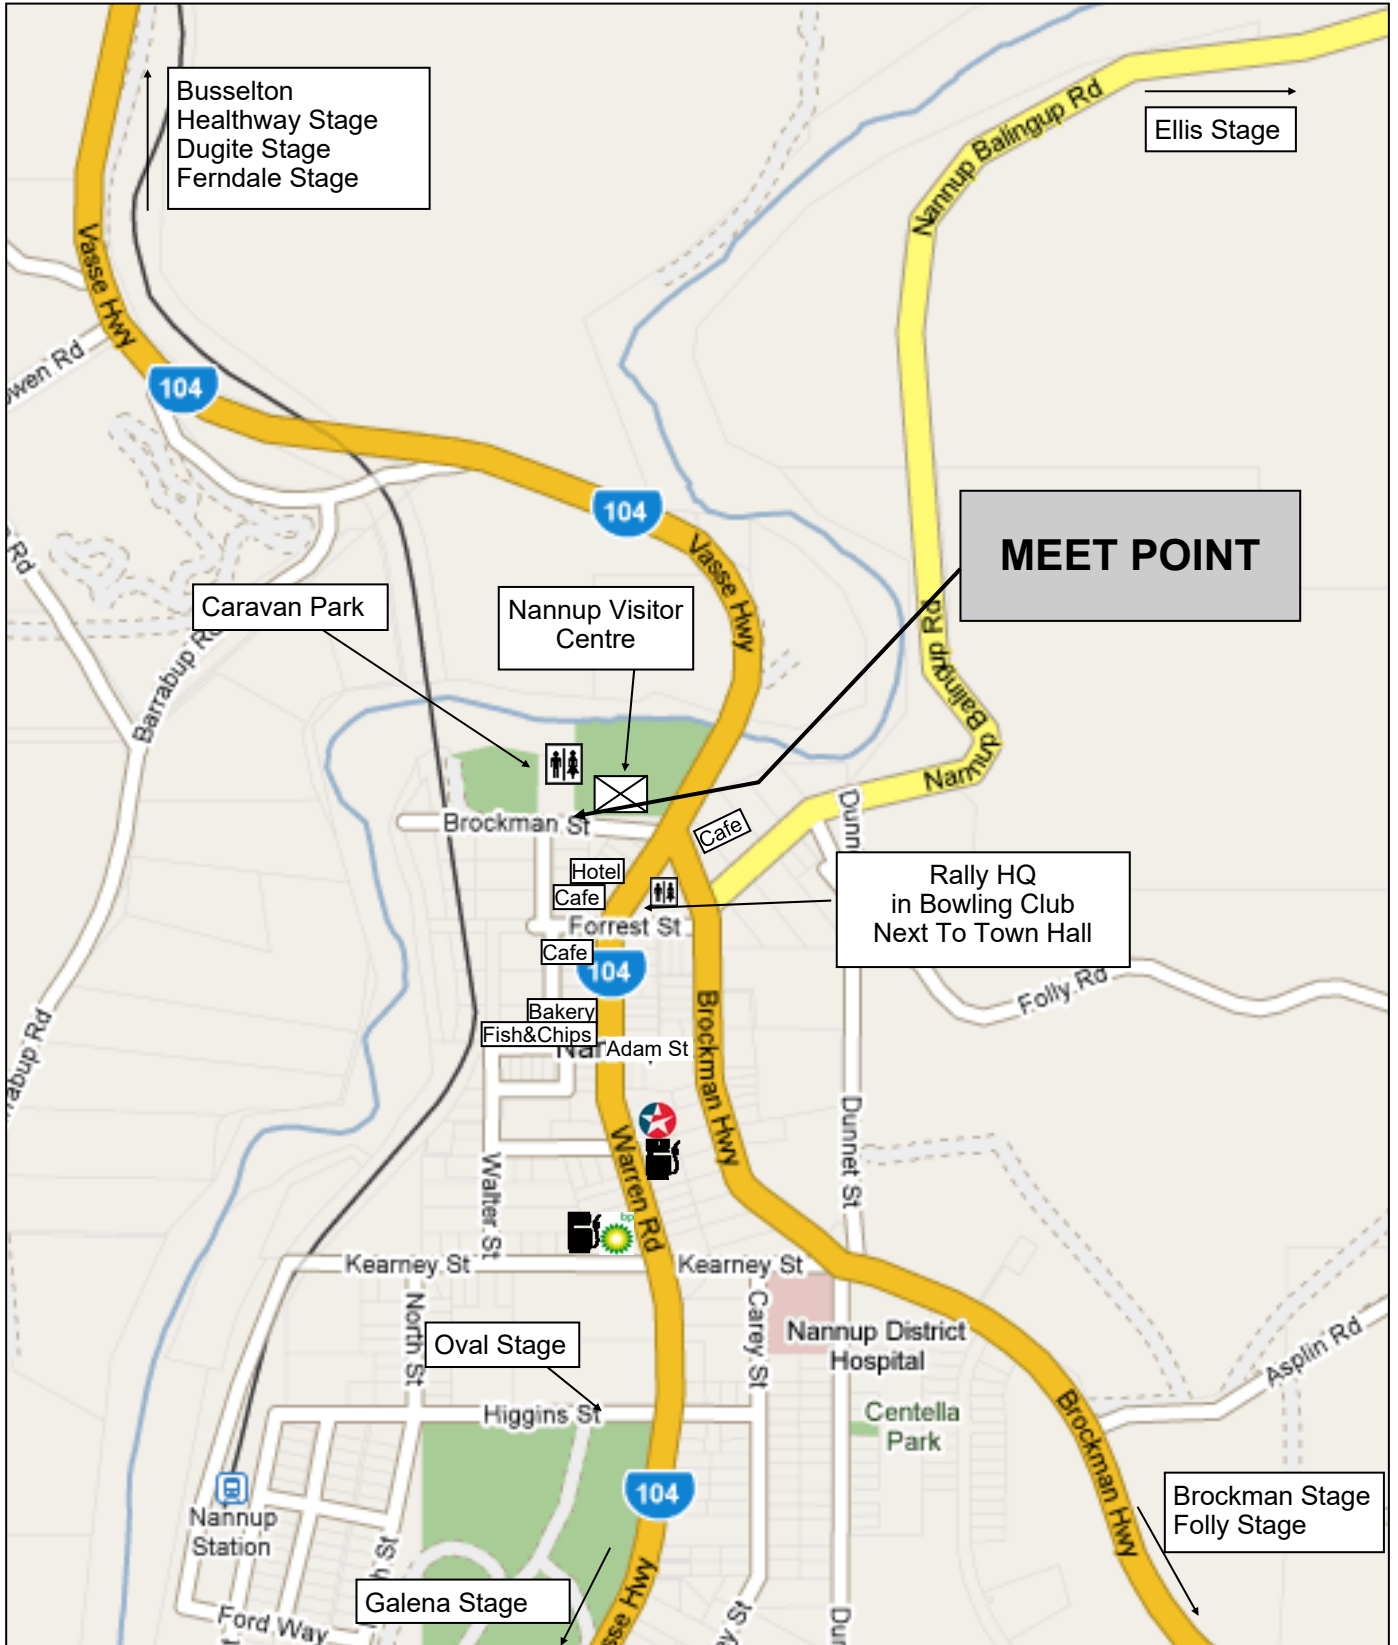 Busselton
Healthway Stage
Dugite Stage
Ferndale Stage
Nannup Balingup Rd
Ellis Stage
Vasse Hwy
104
104
Vasse Hwy
MEET POINT
Rd
Caravan Park
Nannup Visitor
Centre
Barrabup Rd
Nannup Balingup Rd
Nannup
Brockman St
Cafe
Hotel
Cafe
Forrest St
Rally HQ
in Bowling Club
Next To Town Hall
Cafe
104
Folly Rd
Bakery
Fish&Chips
Adam St
Brockman Hwy
Dunnet St
Warren Rd
Walter St
bp
Kearney St
Kearney St
North St
Carey St
Oval Stage
Nannup District
Hospital
Asplin Rd
Higgins St
Centella
Park
Brockman Hwy
104
Nannup
Station
Brockman Stage
Folly Stage
Galena Stage
Ford Way
St